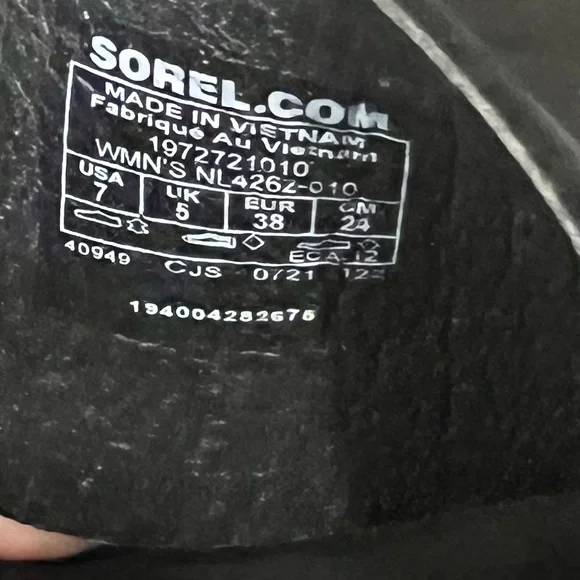 SOREL.COM
MADE IN VIETNAM
Fabriqué Au Vietnam
1972721010
WMN'S NL4262-010
USA UK EUR CM
7 5 38 24
40949 CJS 0721
194004282675